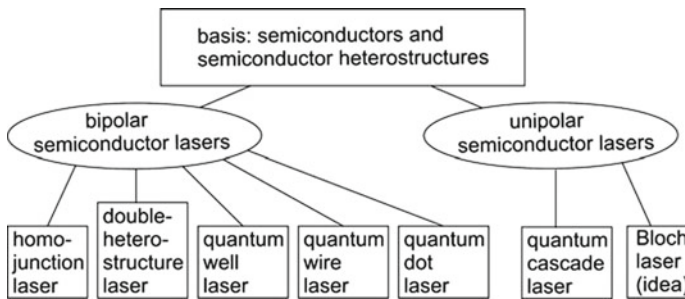 basis: semiconductors and
semiconductor heterostructures
bipolar
semiconductor lasers
unipolar
semiconductor lasers
homo-
junction
laser
double-
hetero-
structure
laser
quantum
well
laser
quantum
wire
laser
quantum
dot
laser
quantum
cascade
laser
Bloch
laser
(idea)